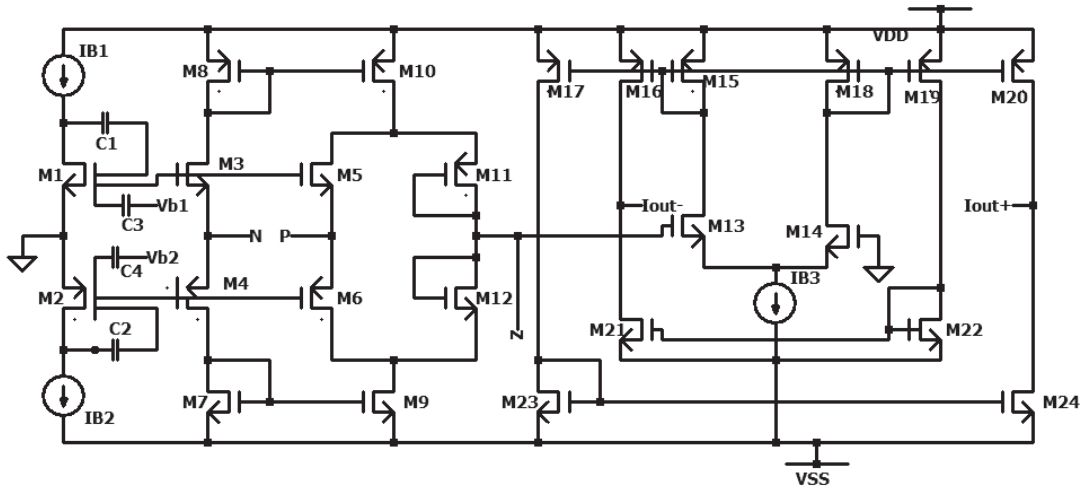 IB1
VDD
M8
M10
M17
M16
M15
M18
M19
M20
C1
M1
M3
M5
M11
C3
Vb1
Iout-
Iout+
M13
M14
N
P
C4
Vb2
M2
M4
M6
M12
IB3
C2
Z
M21
M22
IB2
M7
M9
M23
M24
VSS